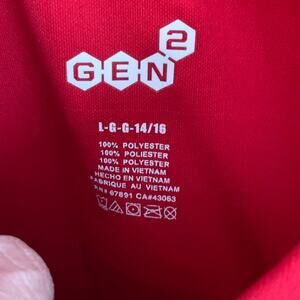 GEN2
L-G-G-14/16
100% POLYESTER
100% POLIESTER
100% POLYESTER
MADE IN VIETNAM
HECHO EN VIETNAM
FABRIQUE AU VIETNAM
RN# 67891 CA#43063